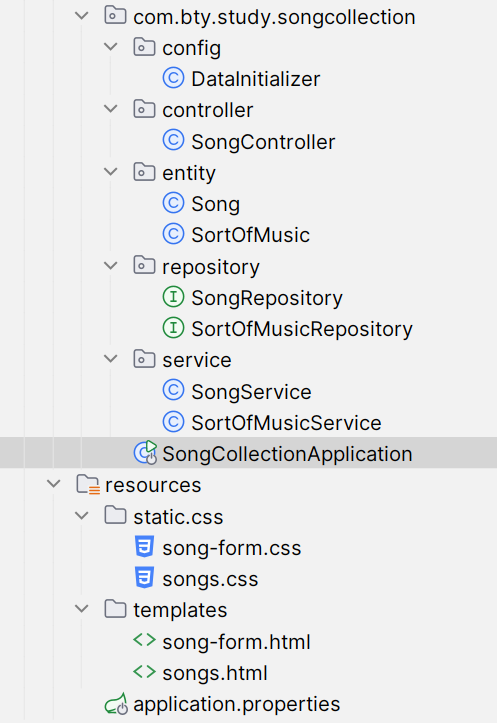 com.bty.study.songcollection
config
DataInitializer
controller
SongController
entity
Song
SortOfMusic
repository
SongRepository
SortOfMusicRepository
service
SongService
SortOfMusicService
SongCollectionApplication
resources
static.css
song-form.css
songs.css
templates
song-form.html
songs.html
application.properties